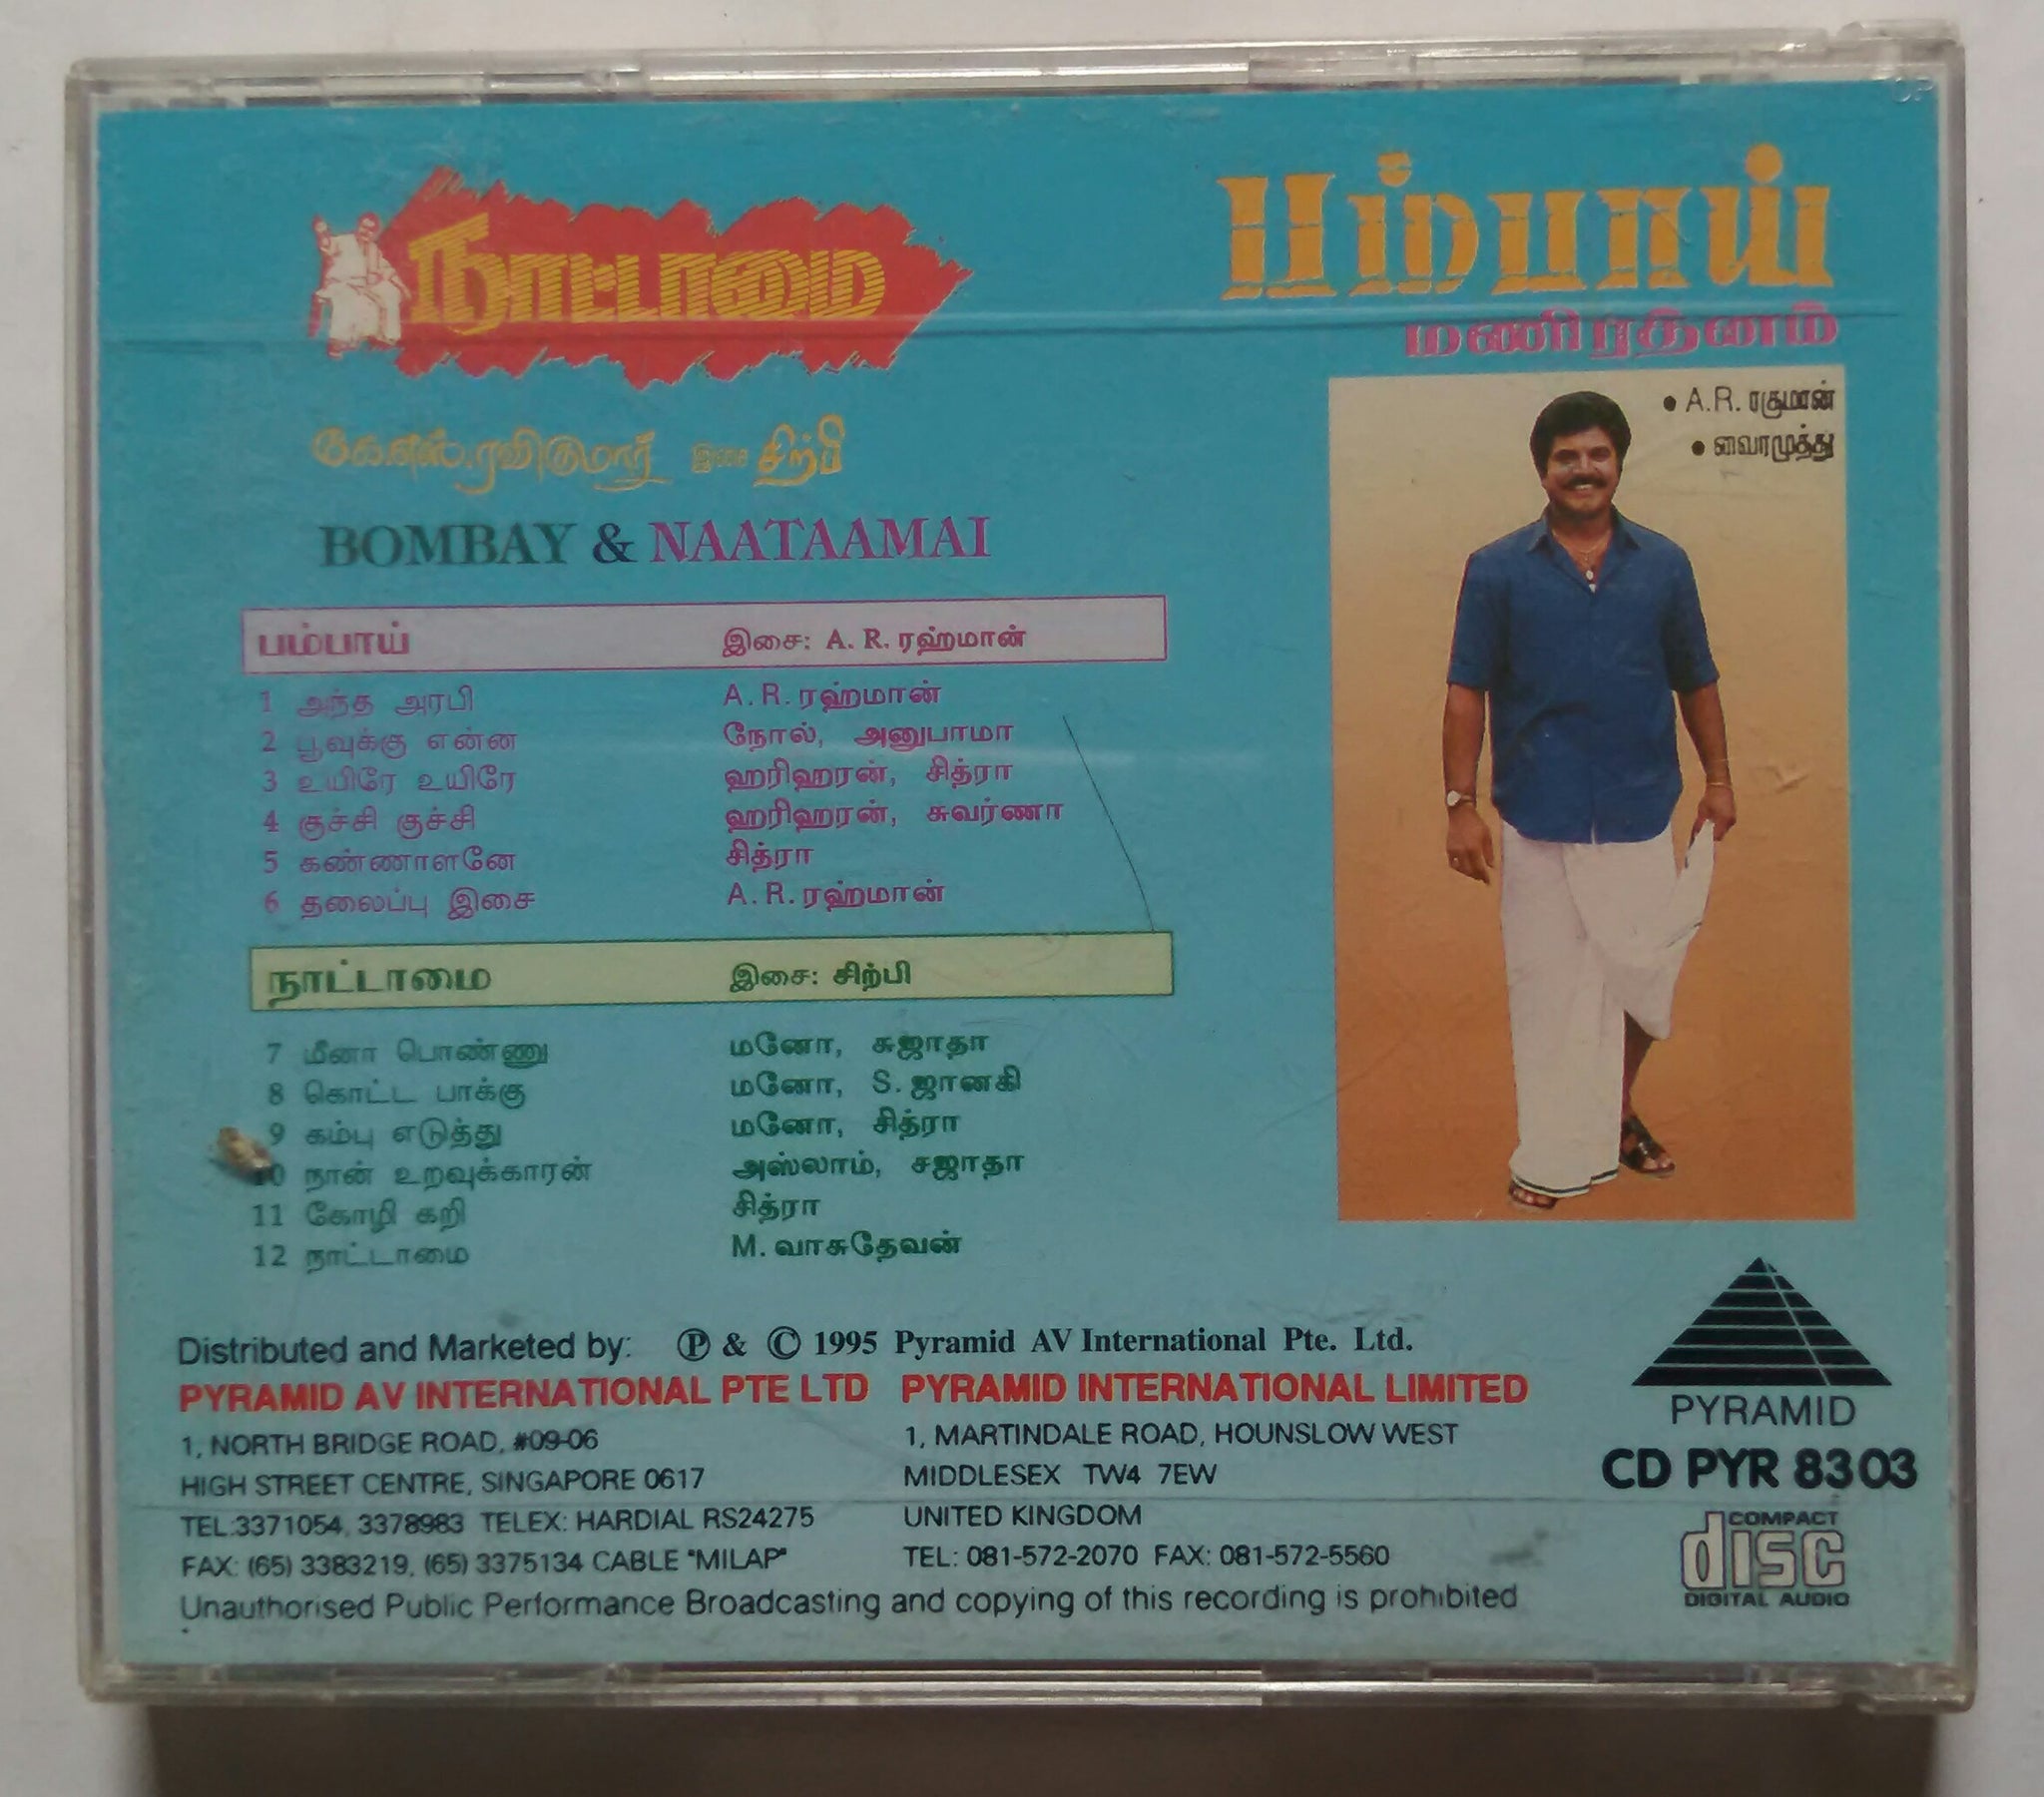 நாட்டாமை
கே.எஸ்.ரவிகுமார் இசை சிற்பி
பம்பாய்
மணிரத்னம்
• A.R. ரகுமான்
• வைரமுத்து
BOMBAY & NAATAAMAI
பம்பாய் இசை: A. R. ரஹ்மான்
1 அந்த அரபி A. R. ரஹ்மான்
2 பூவுக்கு என்ன நோல், அனுபாமா
3 உயிரே உயிரே ஹரிஹரன், சித்ரா
4 குச்சி குச்சி ஹரிஹரன், சுவர்ணா
5 கண்ணாளனே சித்ரா
6 தலைப்பு இசை A. R. ரஹ்மான்
நாட்டாமை இசை: சிற்பி
7 மீனா பொண்ணு மனோ, சுஜாதா
8 கொட்ட பாக்கு மனோ, S. ஜானகி
9 கம்பு எடுத்து மனோ, சித்ரா
10 நான் உறவுக்காரன் அஸ்லாம், சஜாதா
11 கோழி கறி சித்ரா
12 நாட்டாமை M. வாசுதேவன்
Distributed and Marketed by: ℗ & © 1995 Pyramid AV International Pte. Ltd.
PYRAMID AV INTERNATIONAL PTE LTD
1, NORTH BRIDGE ROAD, #09-06
HIGH STREET CENTRE, SINGAPORE 0617
TEL:3371054, 3378983 TELEX: HARDIAL RS24275
FAX: (65) 3383219, (65) 3375134 CABLE "MILAP"
PYRAMID INTERNATIONAL LIMITED
1, MARTINDALE ROAD, HOUNSLOW WEST
MIDDLESEX TW4 7EW
UNITED KINGDOM
TEL: 081-572-2070 FAX: 081-572-5560
Unauthorised Public Performance Broadcasting and copying of this recording is prohibited
PYRAMID
CD PYR 8303
COMPACT
disc
DIGITAL AUDIO